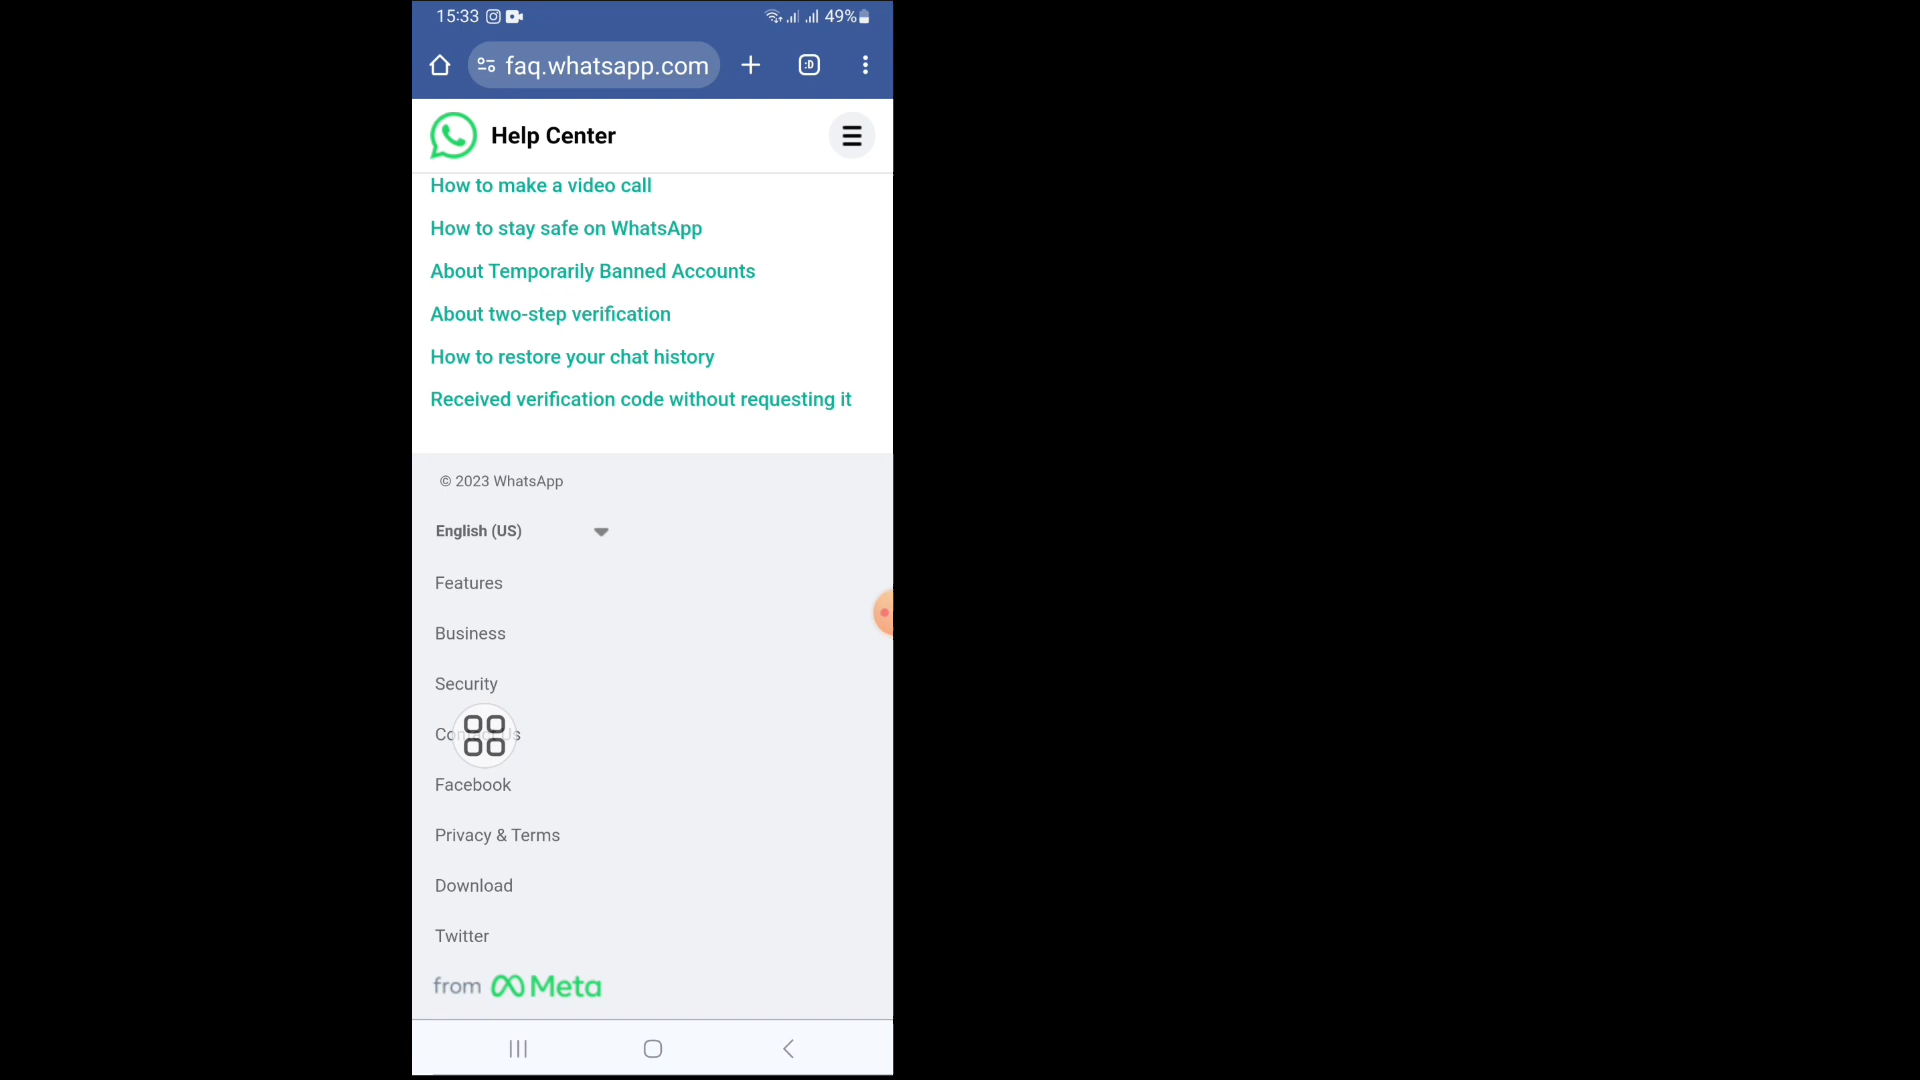 15:33 49%
faq.whatsapp.com :D
Help Center
How to make a video call
How to stay safe on WhatsApp
About Temporarily Banned Accounts
About two-step verification
How to restore your chat history
Received verification code without requesting it
© 2023 WhatsApp
English (US)
Features
Business
Security
Contact Us
Facebook
Privacy & Terms
Download
Twitter
from Meta